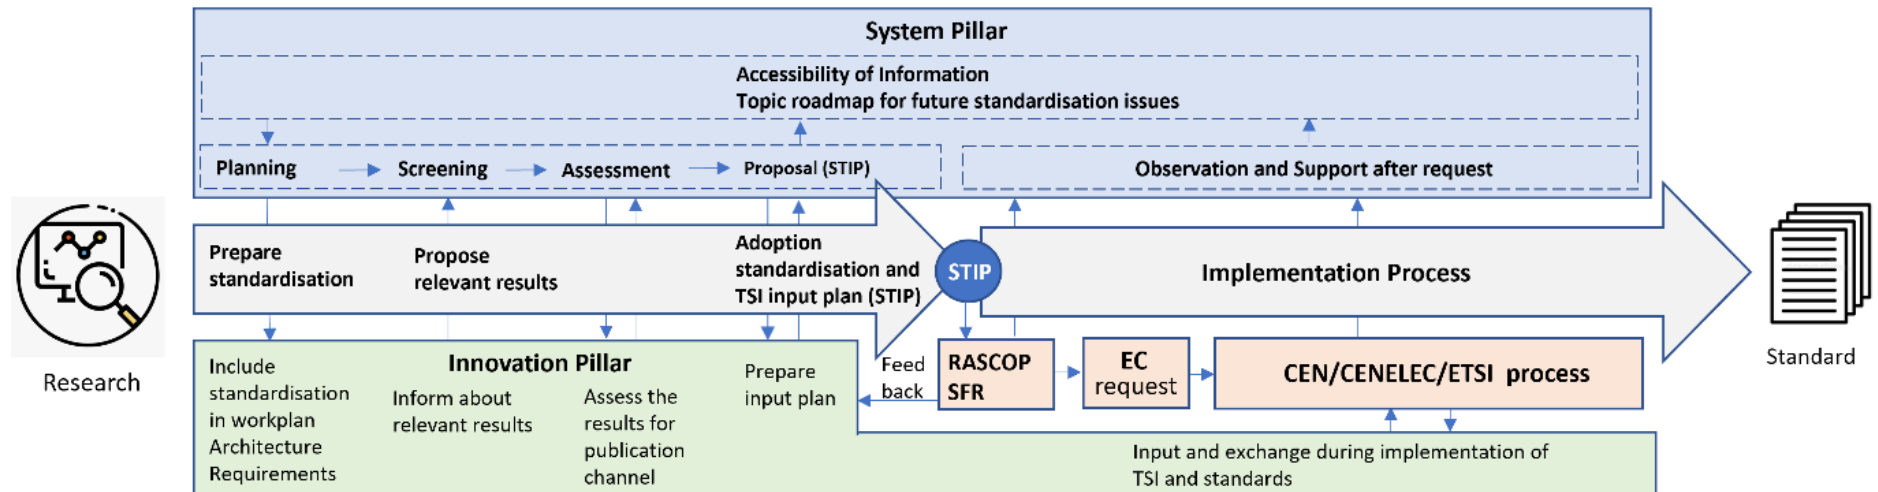 System Pillar
Accessibility of Information
Topic roadmap for future standardisation issues
Planning
Screening
Assessment
Proposal (STIP)
Observation and Support after request
Prepare
standardisation
Propose
relevant results
Adoption
standardisation and
TSI input plan (STIP)
STIP
Implementation Process
Research
Standard
Innovation Pillar
Include
standardisation
in workplan
Architecture
Requirements
Inform about
relevant results
Assess the
results for
publication
channel
Prepare
input plan
Feed
back
RASCOP
SFR
EC
request
CEN/CENELEC/ETSI process
Input and exchange during implementation of
TSI and standards